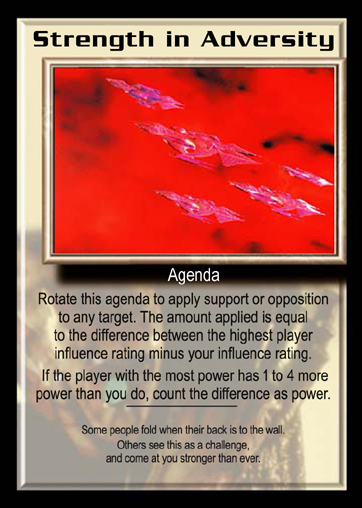 Strength in Adversity
Agenda
Rotate this agenda to apply support or opposition
to any target. The amount applied is equal
to the difference between the highest player
influence rating minus your influence rating.
If the player with the most power has 1 to 4 more
power than you do, count the difference as power.
Some people fold when their back is to the wall.
Others see this as a challenge,
and come at you stronger than ever.